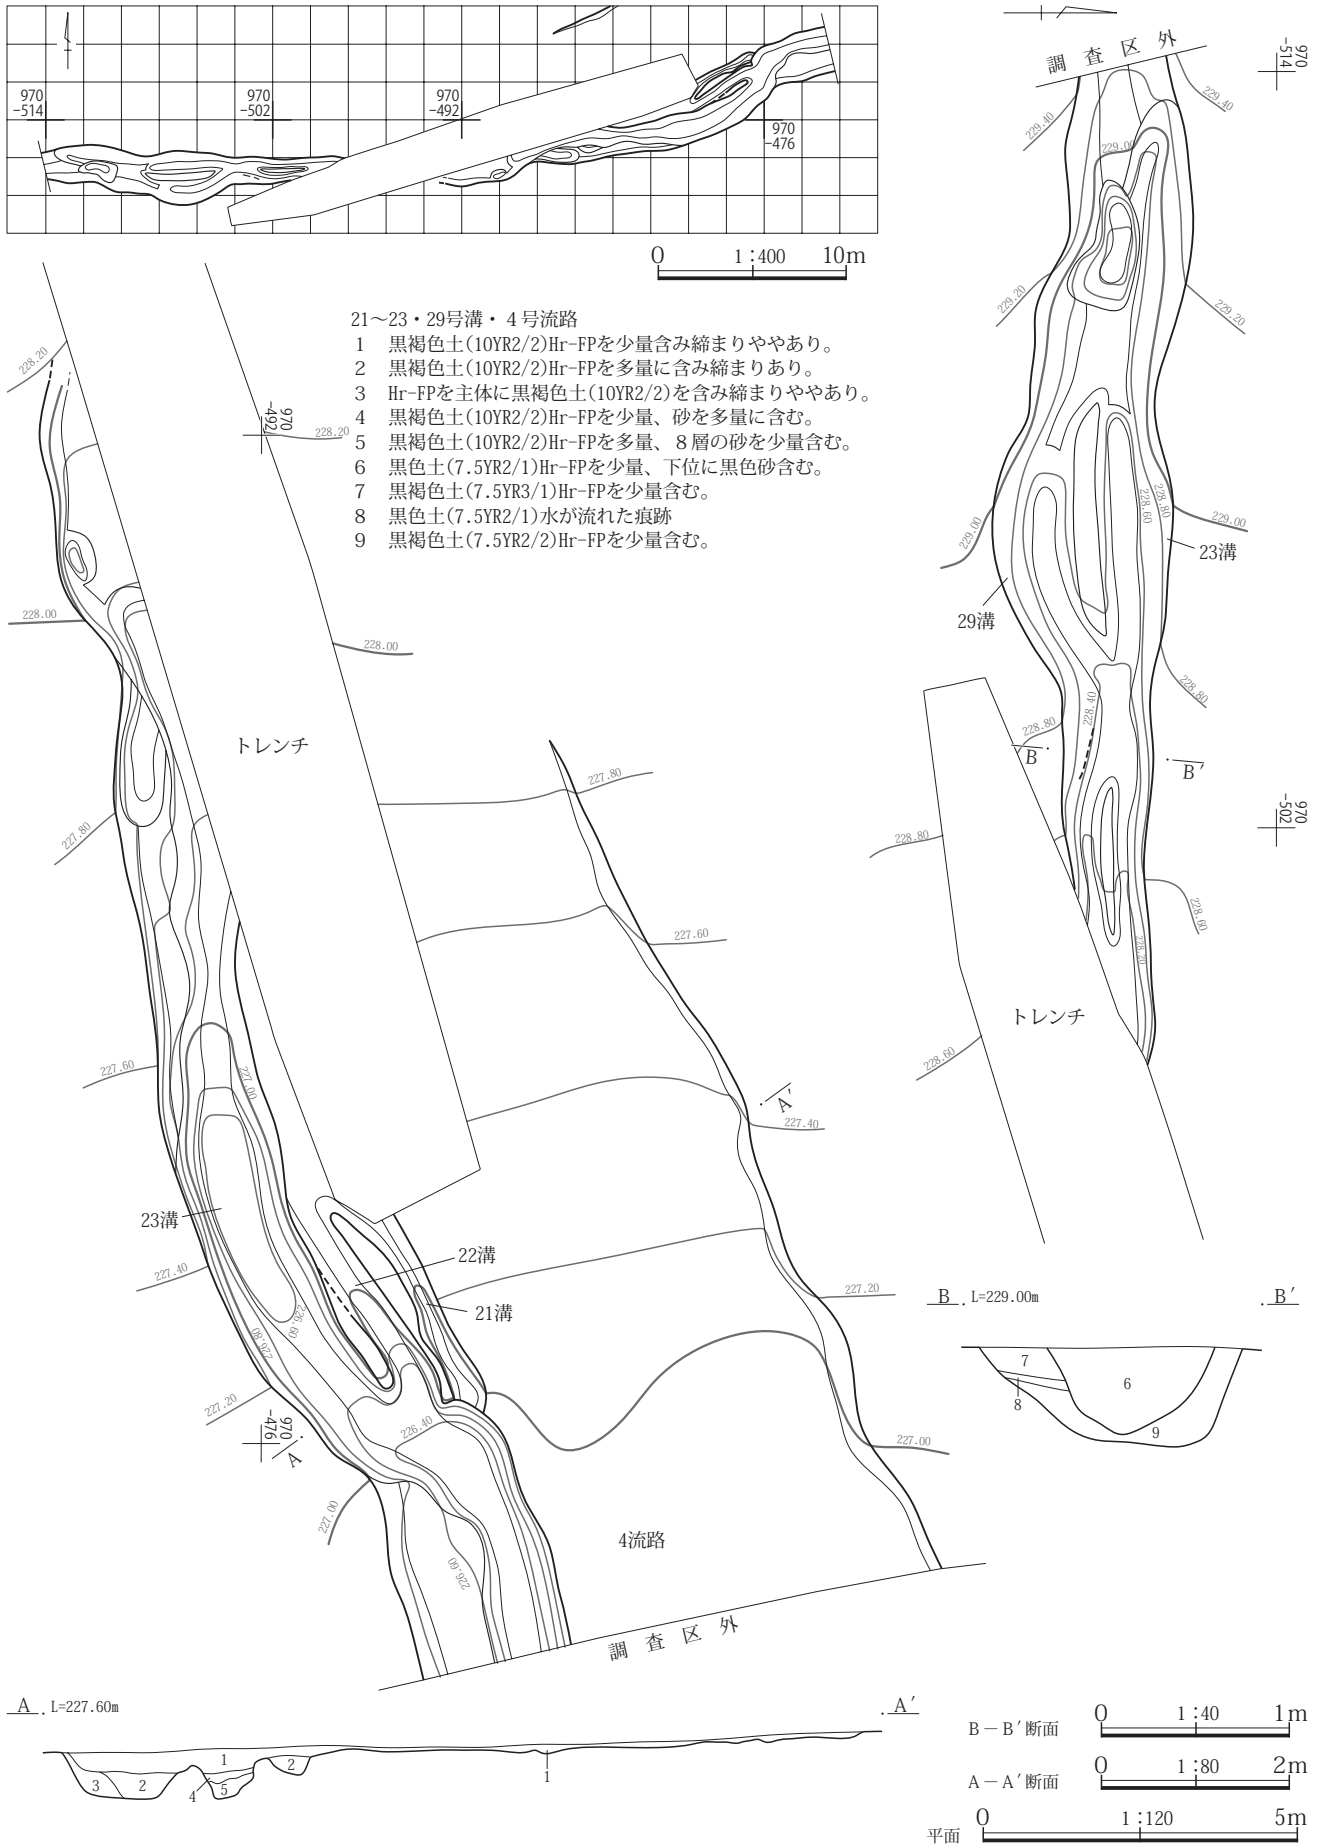 970
-514
970
-502
970
-492
970
-476
0 1:400 10m
調査区外
970
-514
229.40
229.40
229.00
229.20
229.20
228.80
228.60
229.00
229.00
23溝
29溝
228.80
228.40
228.80
B
B′
970
-502
228.80
228.60
228.20
トレンチ
228.60
21～23・29号溝・4号流路
1 黒褐色土(10YR2/2)Hr-FPを少量含み締まりややあり。
2 黒褐色土(10YR2/2)Hr-FPを多量に含み締まりあり。
3 Hr-FPを主体に黒褐色土(10YR2/2)を含み締まりややあり。
4 黒褐色土(10YR2/2)Hr-FPを少量、砂を多量に含む。
5 黒褐色土(10YR2/2)Hr-FPを多量、８層の砂を少量含む。
6 黒色土(7.5YR2/1)Hr-FPを少量、下位に黒色砂含む。
7 黒褐色土(7.5YR3/1)Hr-FPを少量含む。
8 黒色土(7.5YR2/1)水が流れた痕跡
9 黒褐色土(7.5YR2/2)Hr-FPを少量含む。
228.20
970
-492
228.20
228.00
228.00
トレンチ
227.80
227.80
227.60
227.60
227.00
A′
227.40
23溝
22溝
227.40
21溝
227.20
226.60
226.80
227.20
970
-476
A
226.40
227.00
227.00
226.60
4流路
調査区外
B L=229.00m B′
7
6
8
9
A L=227.60m A′
1
2
3
2
4
5
1
B－B′断面 0 1:40 1m
A－A′断面 0 1:80 2m
平面 0 1:120 5m